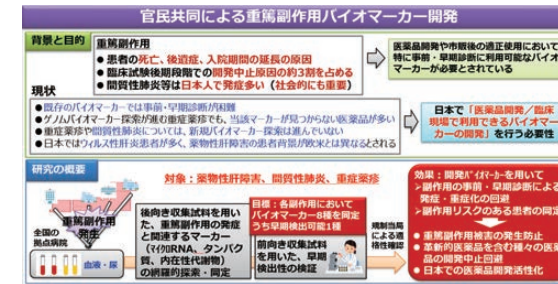 官民共同による重篤副作用バイオマーカー開発
背景と目的
重篤副作用
●患者の死亡、後遺症、入院期間の延長の原因
●臨床試験後期段階での開発中止原因の約3割を占める
●間質性肺炎等は日本人で発症多い（社会的にも重要）
医薬品開発や市販後の適正使用において
特に事前・早期診断に利用可能なバイオ
マーカーが必要とされている
現状
●既存のバイオマーカーでは事前・早期診断が困難
●ゲノムバイオマーカー探索が進む重症薬疹でも、当該マーカーが見つからない医薬品が多い
●重症薬疹や間質性肺炎については、新規バイオマーカー探索は進んでいない
●日本ではウィルス性肝炎患者が多く、薬物性肝障害の患者背景が欧米とは異なるとされる
日本で「医薬品開発／臨床
現場で利用できるバイオマー
カーの開発」を行う必要性
研究の概要
対象：薬物性肝障害、間質性肺炎、重症薬疹
重篤副作用
発生
全国の
拠点病院
血液・尿
後向き収集試料を用い
た、重篤副作用の発症
と関連するマーカー
（マイクロRNA、タンパク
質、内在性代謝物）
の網羅的探索・同定
目標：各副作用において
バイオマーカー8種を同定
うち早期検出可能1種
前向き収集試料
を用いた、早期
検出性の検証
規制当局
による適
格性確認
効果：開発バイオマーカーを用いて
➢副作用の事前・早期診断による
発症・重症化の回避
➢副作用リスクのある患者の同定
●重篤副作用被害の発生防止
●革新的医薬品を含む種々の医薬
品の開発中止回避
●日本での医薬品開発活性化